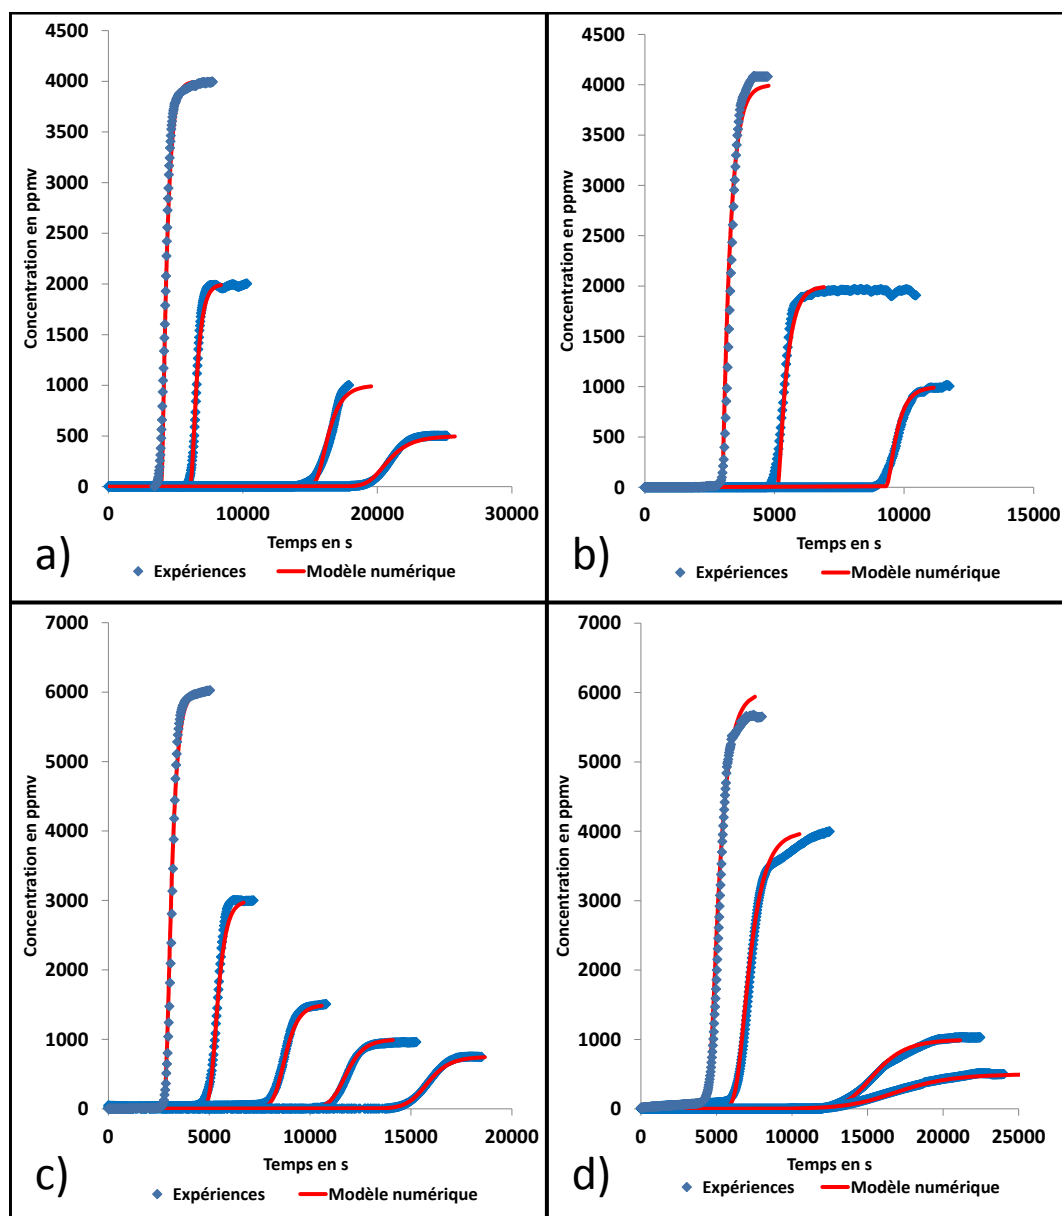 4500
4000
3500
3000
2500
2000
1500
1000
500
0
Concentration en ppmv
0 10000 20000 30000
Temps en s
a)
Expériences Modèle numérique
4500
4000
3500
3000
2500
2000
1500
1000
500
0
Concentration en ppmv
0 5000 10000 15000
Temps en s
b)
Expériences Modèle numérique
7000
6000
5000
4000
3000
2000
1000
0
Concentration en ppmv
0 5000 10000 15000 20000
Temps en s
c)
Expériences Modèle numérique
7000
6000
5000
4000
3000
2000
1000
0
Concentration en ppmv
0 5000 10000 15000 20000 25000
Temps en s
d)
Expériences Modèle numérique